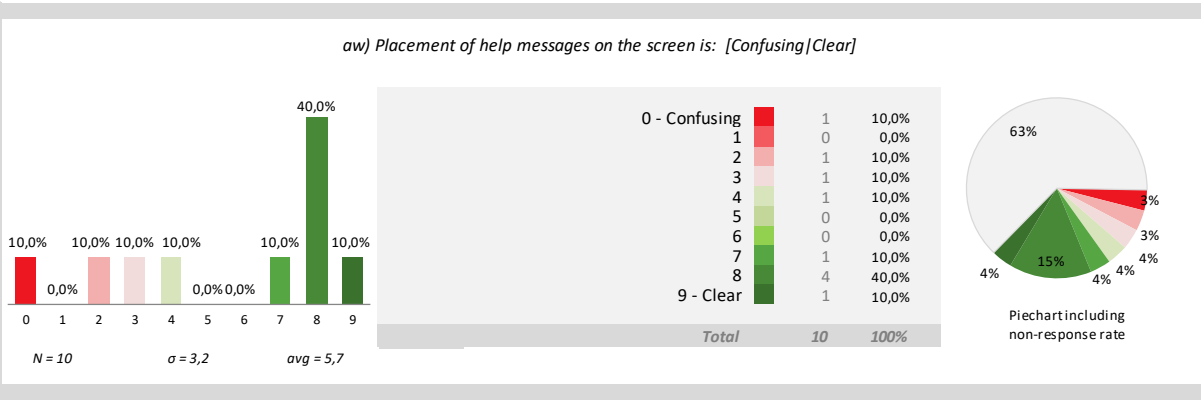 aw) Placement of help messages on the screen is: [Confusing|Clear]
40,0%
10,0% 10,0% 10,0% 10,0% 10,0% 10,0%
0,0% 0,0% 0,0%
0 1 2 3 4 5 6 7 8 9
N = 10 σ = 3,2 avg = 5,7
0 - Confusing 1 10,0%
1 0 0,0%
2 1 10,0%
3 1 10,0%
4 1 10,0%
5 0 0,0%
6 0 0,0%
7 1 10,0%
8 4 40,0%
9 - Clear 1 10,0%
Total 10 100%
63%
3%
3%
4%
4%
4%
15%
4%
Piechart including
non-response rate